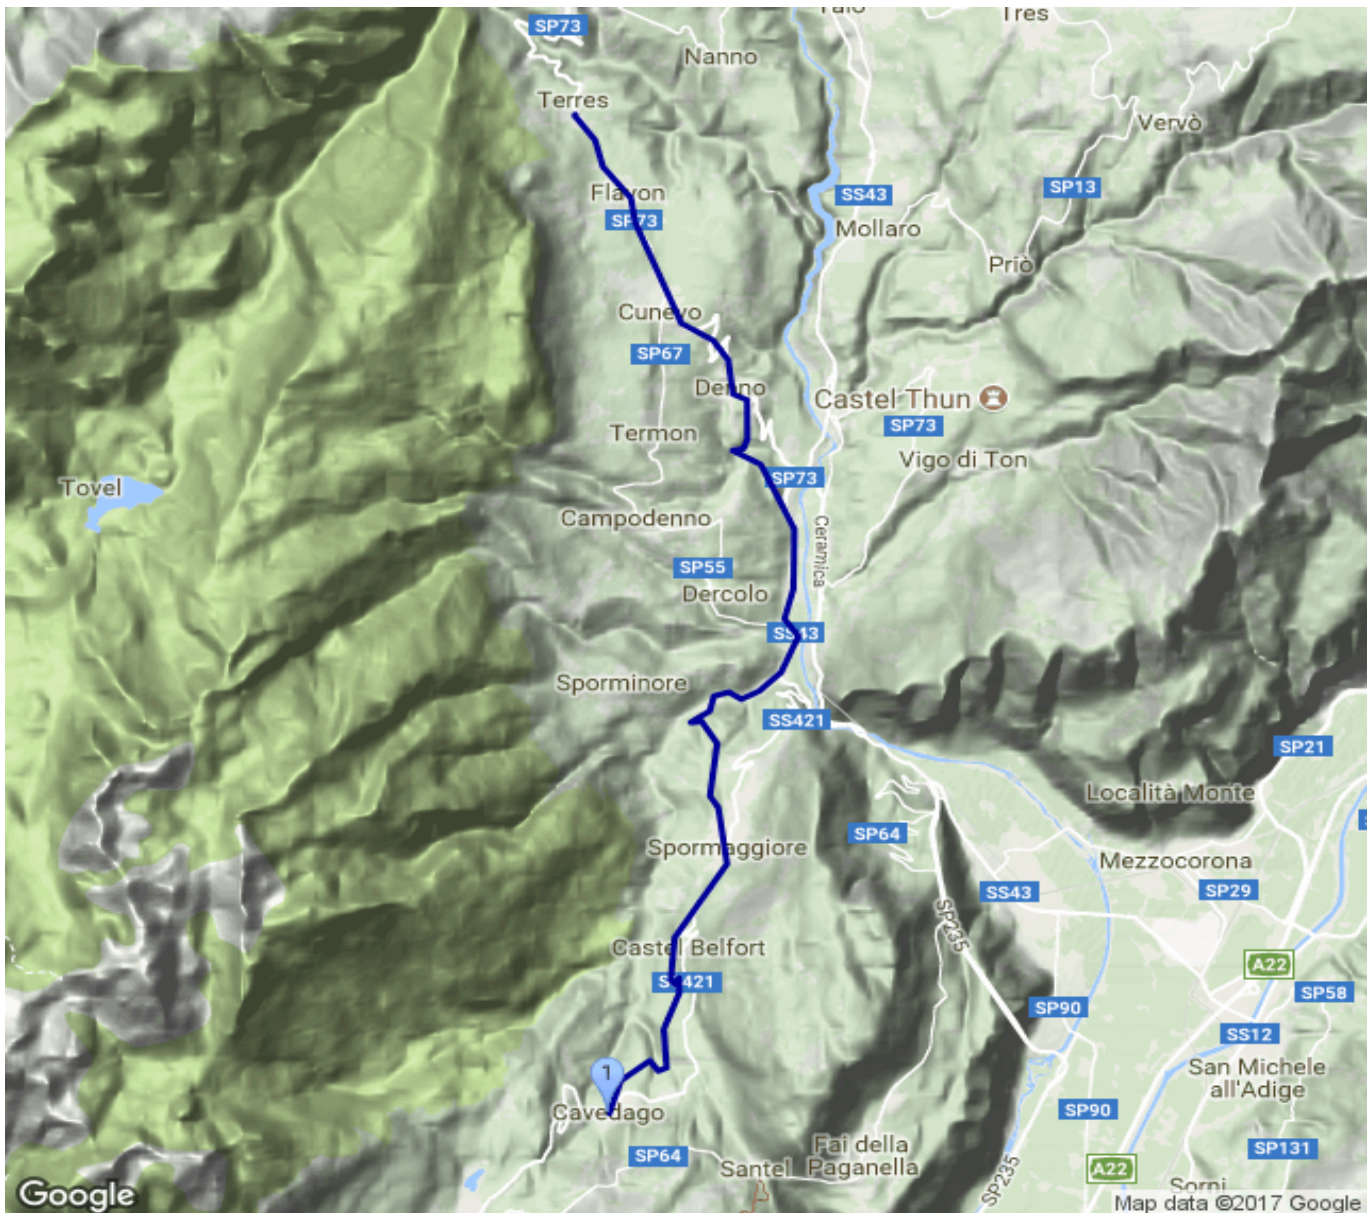 Tres
SP73
Nanno
Terres
Vervò
SP13
Flavon
SS43
SP73
Mollaro
Priò
Cunevo
SP67
Denno
Castel Thun
SP73
Termon
Vigo di Ton
SP73
Tovel
Campodenno
Ceramica
SP55
Dercolo
SS43
Sporminore
SS421
SP21
Località Monte
SP64
Spormaggiore
Mezzocorona
SS43
SP29
SP235
Castel Belfort
A22
SS421
SP58
SP90
SS12
1
San Michele
all'Adige
Cavedago
SP90
Fai della
Paganella
SP64
SP131
Santel
SP235
A22
Sorni
Google
Map data ©2017 Google